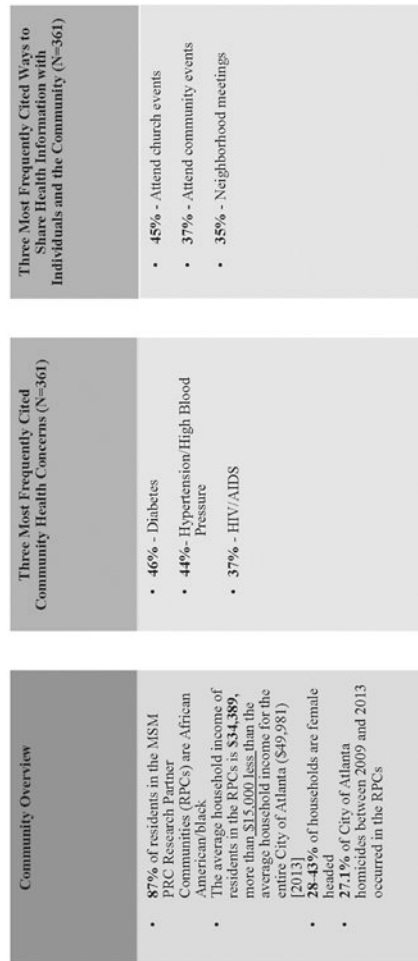 Community Overview
• 87% of residents in the MSM
PRC Research Partner
Communities (RPCs) are African
American/black
• The average household income of
residents in the RPCs is $34,389,
more than $15,000 less than the
average household income for the
entire City of Atlanta ($49,981)
[2013]
• 28-43% of households are female
headed
• 27.1% of City of Atlanta
homicides between 2009 and 2013
occurred in the RPCs
Three Most Frequently Cited
Community Health Concerns (N=361)
• 46% - Diabetes
• 44%- Hypertension/High Blood
Pressure
• 37% - HIV/AIDS
Three Most Frequently Cited Ways to
Share Health Information with
Individuals and the Community (N=361)
• 45% - Attend church events
• 37% - Attend community events
• 35% - Neighborhood meetings